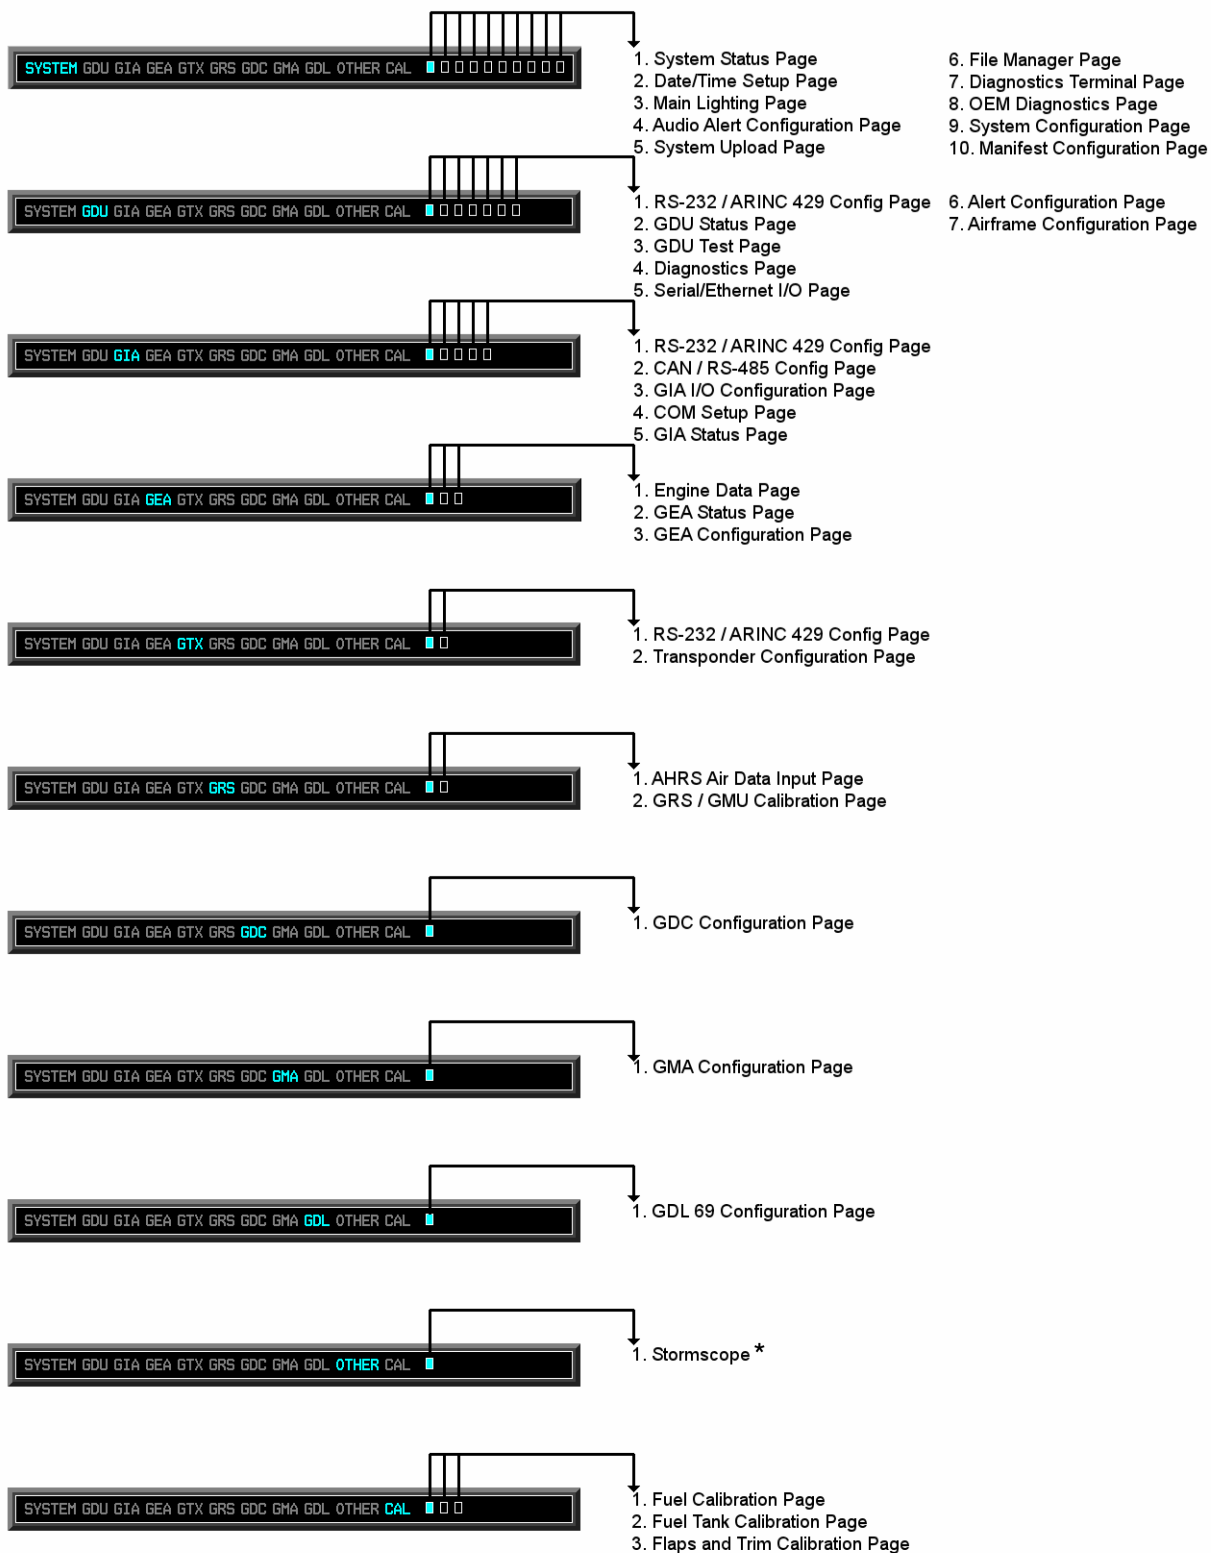 SYSTEM GDU GIA GEA GTX GRS GDC GMA GDL OTHER CAL
1. System Status Page
2. Date/Time Setup Page
3. Main Lighting Page
4. Audio Alert Configuration Page
5. System Upload Page
6. File Manager Page
7. Diagnostics Terminal Page
8. OEM Diagnostics Page
9. System Configuration Page
10. Manifest Configuration Page
SYSTEM GDU GIA GEA GTX GRS GDC GMA GDL OTHER CAL
1. RS-232 / ARINC 429 Config Page
2. GDU Status Page
3. GDU Test Page
4. Diagnostics Page
5. Serial/Ethernet I/O Page
6. Alert Configuration Page
7. Airframe Configuration Page
SYSTEM GDU GIA GEA GTX GRS GDC GMA GDL OTHER CAL
1. RS-232 / ARINC 429 Config Page
2. CAN / RS-485 Config Page
3. GIA I/O Configuration Page
4. COM Setup Page
5. GIA Status Page
SYSTEM GDU GIA GEA GTX GRS GDC GMA GDL OTHER CAL
1. Engine Data Page
2. GEA Status Page
3. GEA Configuration Page
SYSTEM GDU GIA GEA GTX GRS GDC GMA GDL OTHER CAL
1. RS-232 / ARINC 429 Config Page
2. Transponder Configuration Page
SYSTEM GDU GIA GEA GTX GRS GDC GMA GDL OTHER CAL
1. AHRS Air Data Input Page
2. GRS / GMU Calibration Page
SYSTEM GDU GIA GEA GTX GRS GDC GMA GDL OTHER CAL
1. GDC Configuration Page
SYSTEM GDU GIA GEA GTX GRS GDC GMA GDL OTHER CAL
1. GMA Configuration Page
SYSTEM GDU GIA GEA GTX GRS GDC GMA GDL OTHER CAL
1. GDL 69 Configuration Page
SYSTEM GDU GIA GEA GTX GRS GDC GMA GDL OTHER CAL
1. Stormscope *
SYSTEM GDU GIA GEA GTX GRS GDC GMA GDL OTHER CAL
1. Fuel Calibration Page
2. Fuel Tank Calibration Page
3. Flaps and Trim Calibration Page